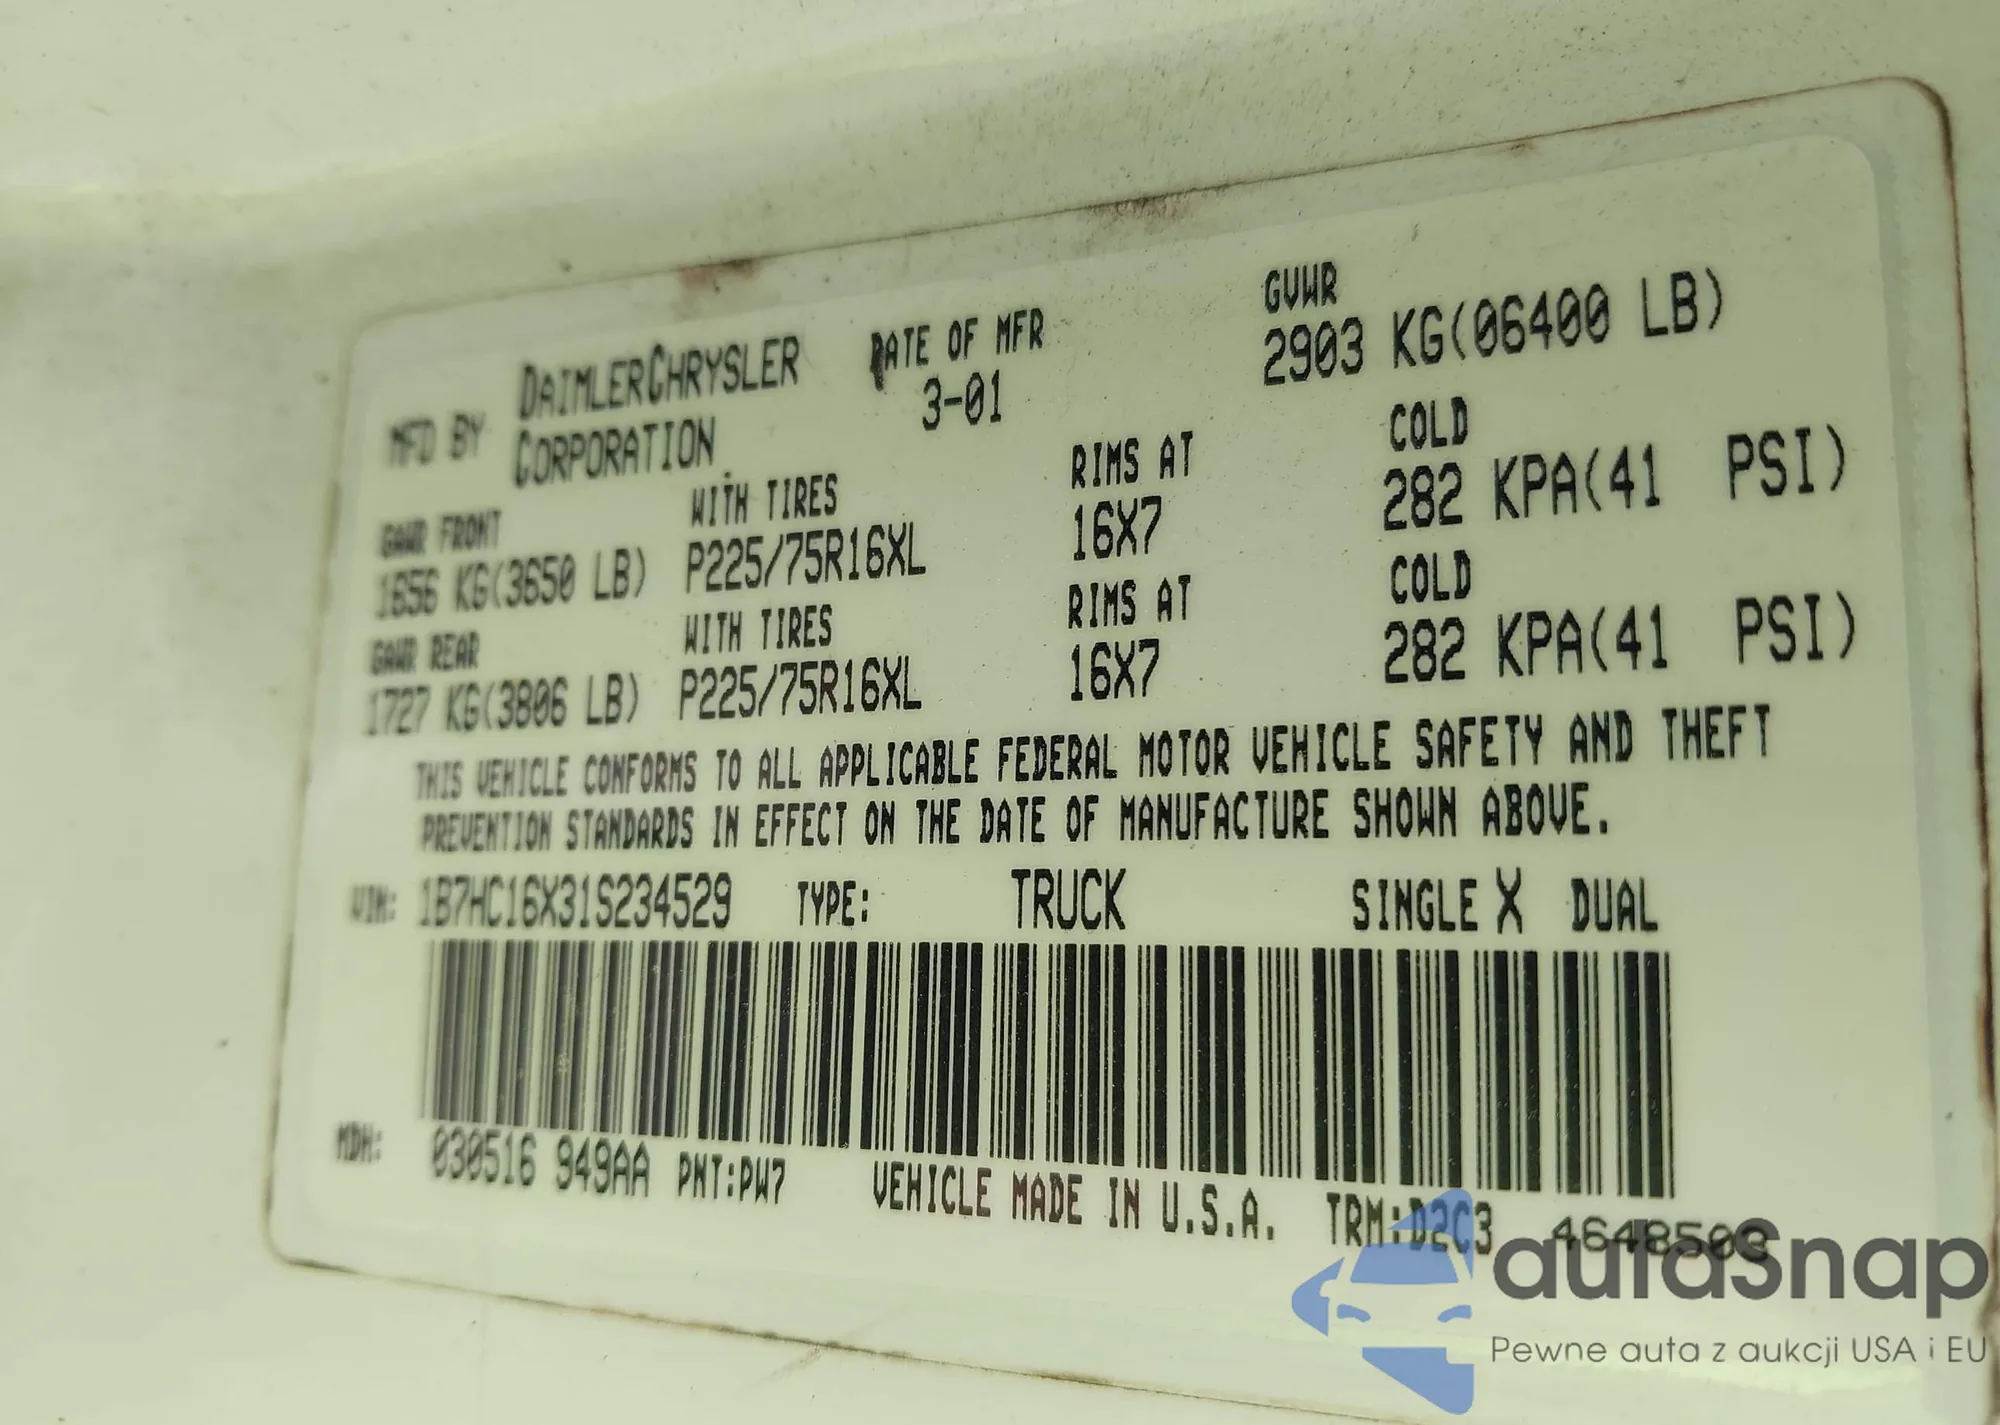 MFD BY DAIMLERCHRYSLER CORPORATION DATE OF MFR 3-01 GVWR 2903 KG(06400 LB)
GAWR FRONT WITH TIRES RIMS AT COLD
1656 KG(3650 LB) P225/75R16XL 16X7 282 KPA(41 PSI)
GAWR REAR WITH TIRES RIMS AT COLD
1727 KG(3806 LB) P225/75R16XL 16X7 282 KPA(41 PSI)
THIS VEHICLE CONFORMS TO ALL APPLICABLE FEDERAL MOTOR VEHICLE SAFETY AND THEFT
PREVENTION STANDARDS IN EFFECT ON THE DATE OF MANUFACTURE SHOWN ABOVE.
VIN: 1B7HC16X31S234529 TYPE: TRUCK SINGLE X DUAL
MDH: 030516 949AA PNT:PW7 VEHICLE MADE IN U.S.A. TRM:D2C3 4648503
autaSnap
Pewne auta z aukcji USA i EU